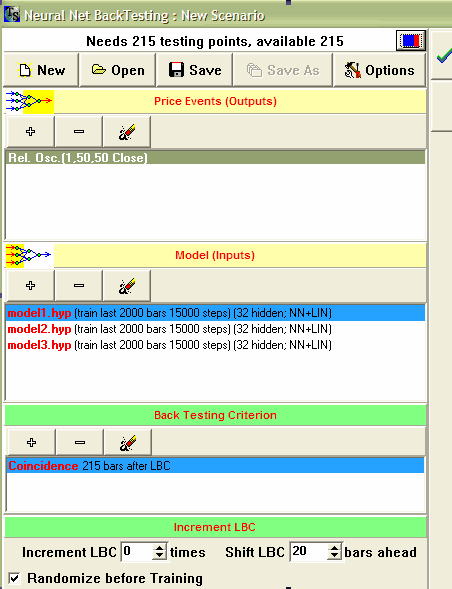 Neural Net BackTesting : New Scenario
Needs 215 testing points, available 215
New Open Save Save As Options
Price Events (Outputs)
Rel. Osc.(1,50,50 Close)
Model (Inputs)
model1.hyp (train last 2000 bars 15000 steps) (32 hidden; NN+LIN)
model2.hyp (train last 2000 bars 15000 steps) (32 hidden; NN+LIN)
model3.hyp (train last 2000 bars 15000 steps) (32 hidden; NN+LIN)
Back Testing Criterion
Coincidence 215 bars after LBC
Increment LBC
Increment LBC 0 times Shift LBC 20 bars ahead
Randomize before Training